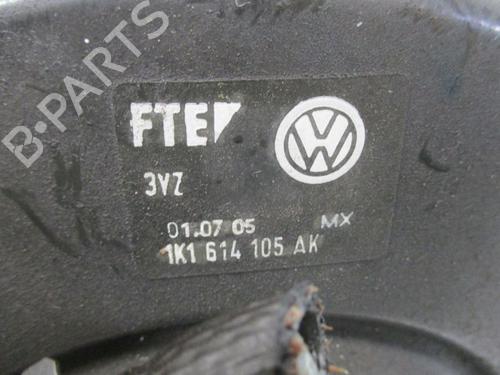 B-PARTS
FTE
3VZ
01.07 05 MX
1K1 614 105 AK